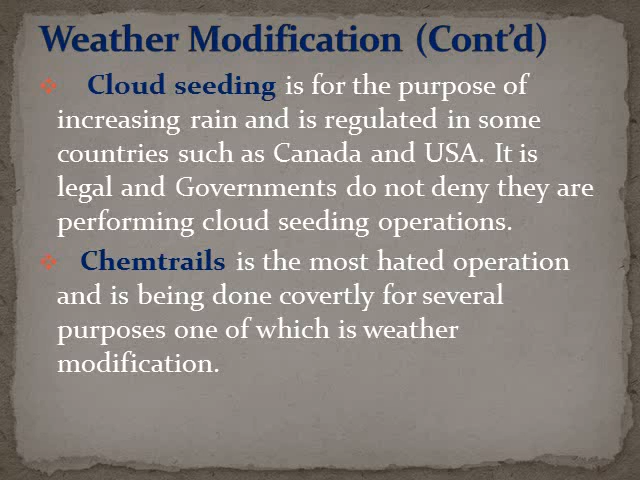 Weather Modification (Cont'd)
Cloud seeding is for the purpose of
increasing rain and is regulated in some
countries such as Canada and USA. It is
legal and Governments do not deny they are
performing cloud seeding operations.
Chemtrails is the most hated operation
and is being done covertly for several
purposes one of which is weather
modification.